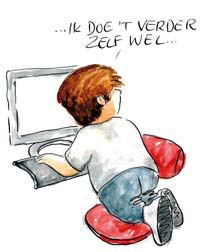 ...IK DOE 'T VERDER
ZELF WEL...